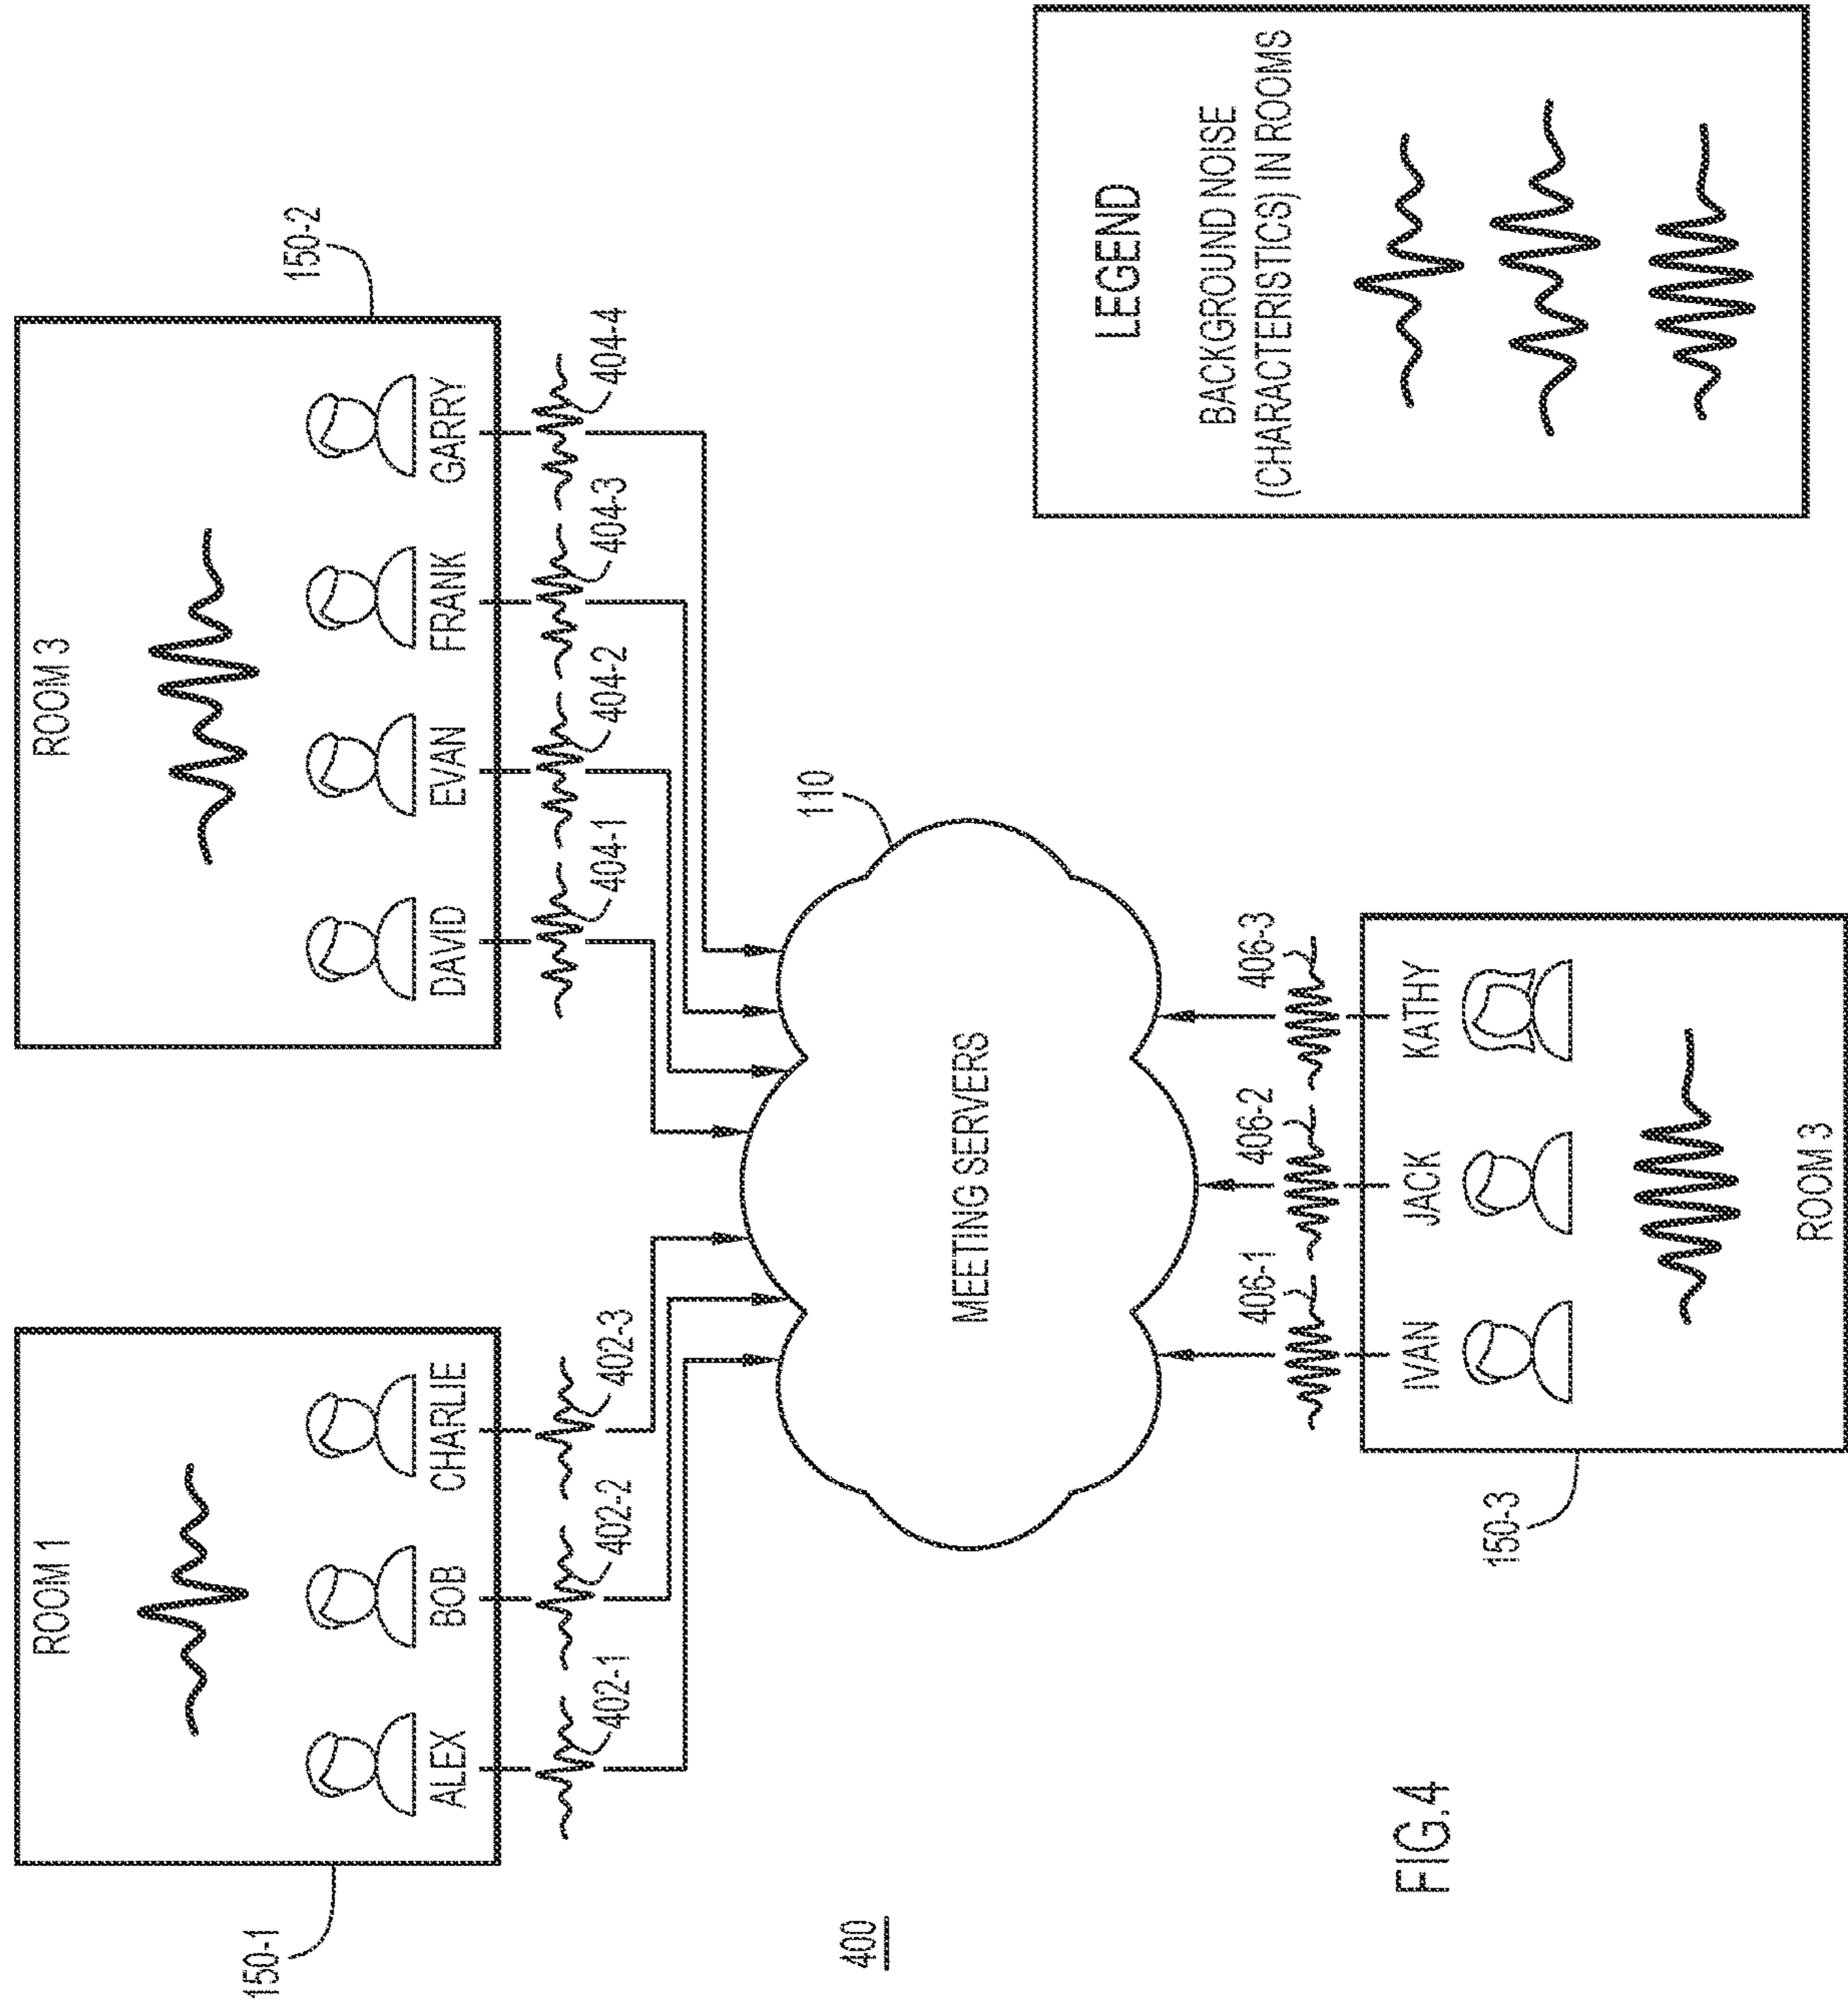 400
150-1
ROOM 1
ALEX
BOB
CHARLIE
402-1
402-2
402-3
150-2
ROOM 3
DAVID
EVAN
FRANK
GARRY
404-1
404-2
404-3
404-4
110
MEETING SERVERS
406-1
406-2
406-3
IVAN
JACK
KATHY
ROOM 3
150-3
LEGEND
BACKGROUND NOISE
(CHARACTERISTICS) IN ROOMS
FIG.4